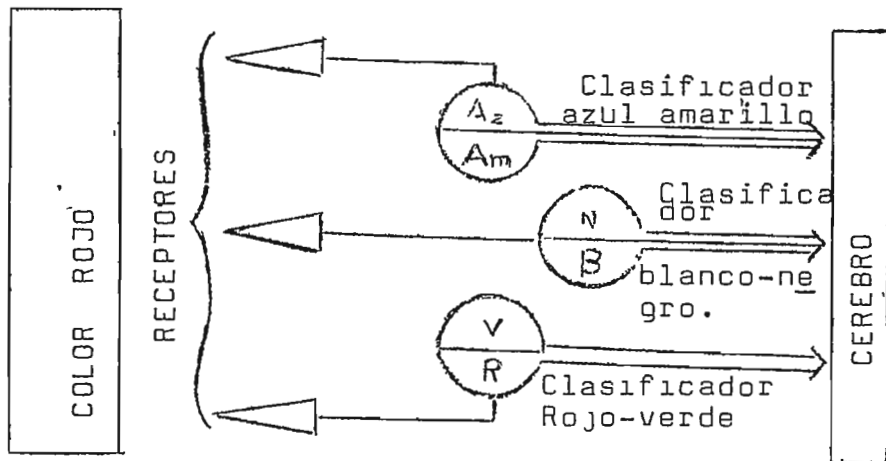 COLOR ROJO
RECEPTORES
Az
Am
Clasificador
azul amarillo
N
B
Clasifica
dor
blanco-ne
gro.
V
R
Clasificador
Rojo-verde
CEREBRO